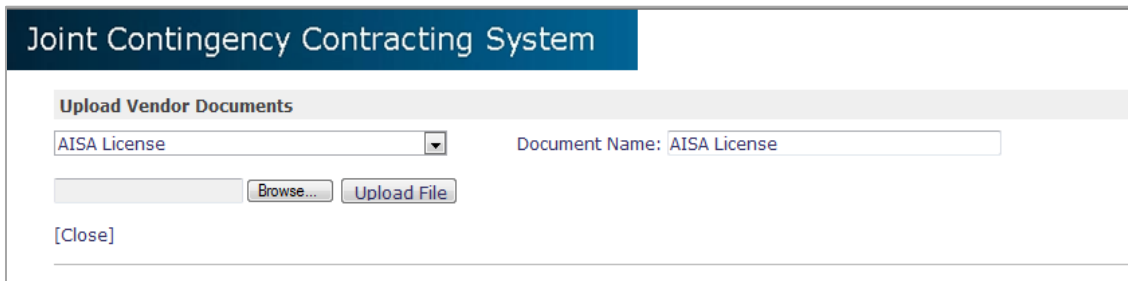 Joint Contingency Contracting System
Upload Vendor Documents
AISA License Document Name: AISA License
Browse... Upload File
[Close]